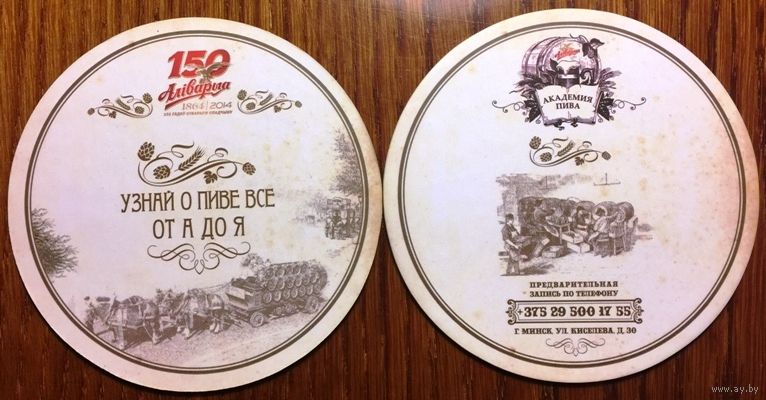 150
Аліварыя
1864 2014
УЗНАЙ О ПИВЕ ВСЕ
ОТ А ДО Я
АКАДЕМИЯ
ПИВА
ПРЕДВАРИТЕЛЬНАЯ
ЗАПИСЬ ПО ТЕЛЕФОНУ
+375 29 500 17 55
Г. МИНСК, УЛ. КИСЕЛЕВА, Д. 30
www.ay.by